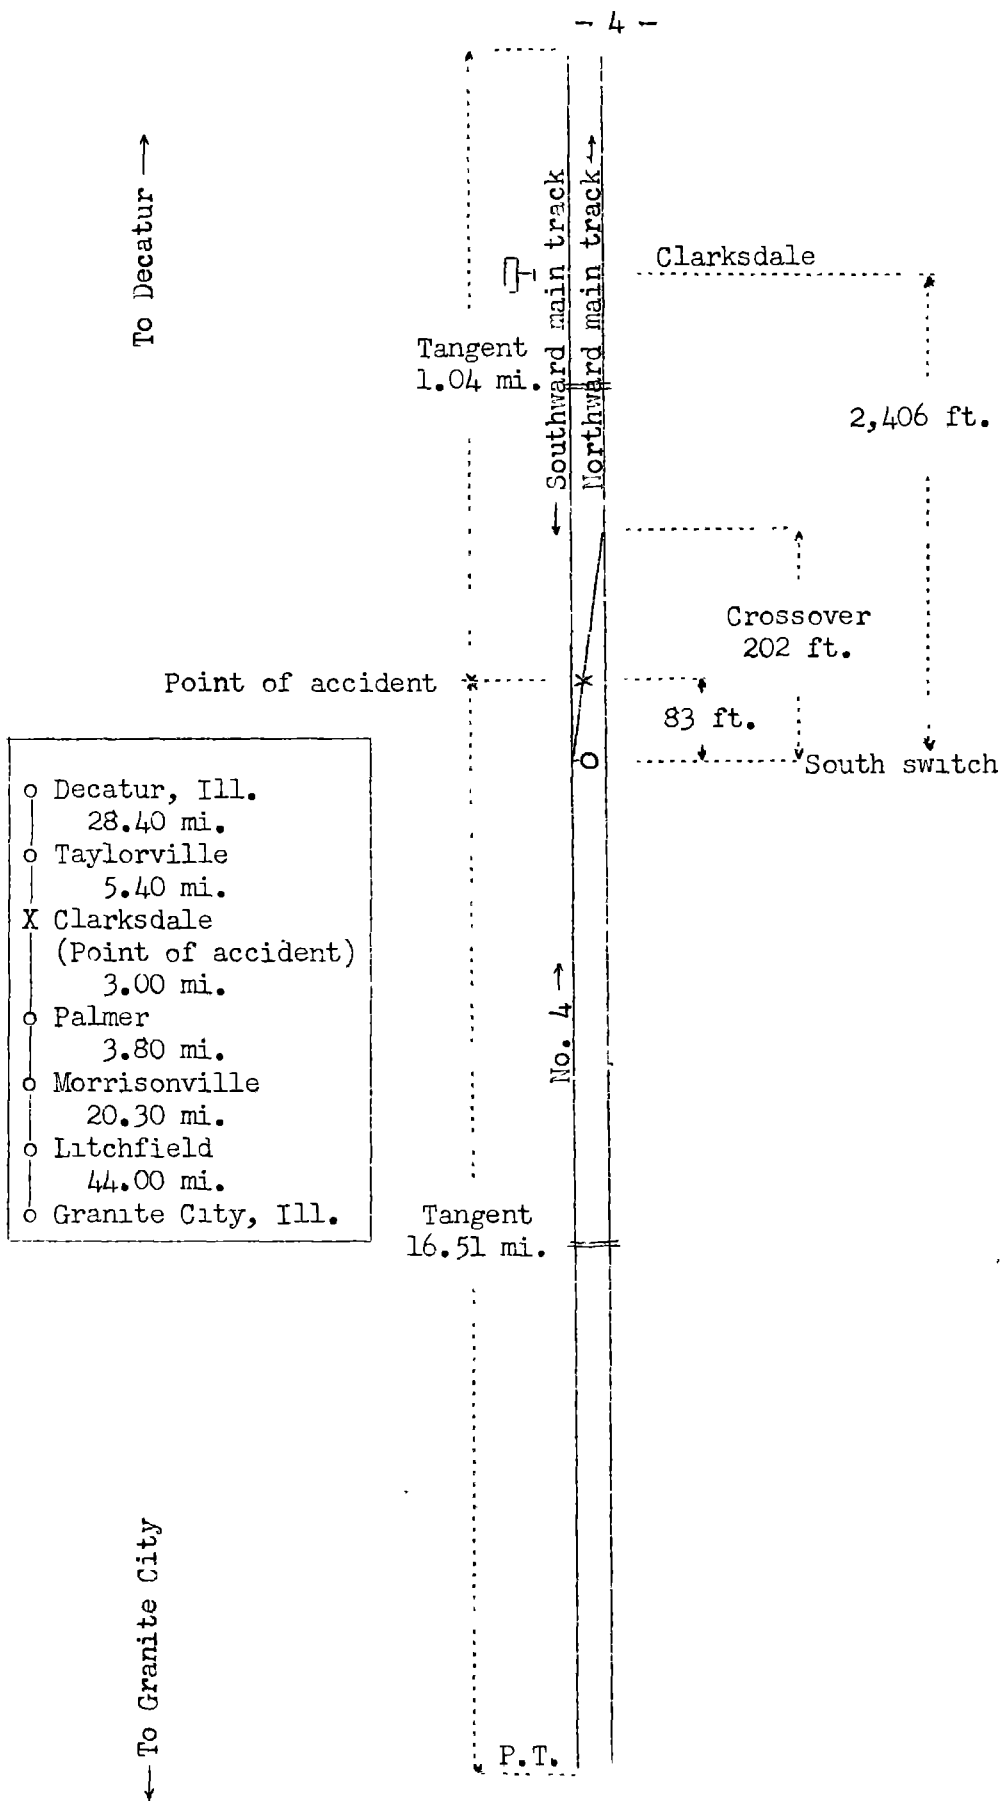 - 4 -
To Decatur →
← Southward main track
Northward main track →
Clarksdale
Tangent
1.04 mi.
2,406 ft.
Crossover
202 ft.
Point of accident
83 ft.
South switch
Decatur, Ill.
28.40 mi.
Taylorville
5.40 mi.
X Clarksdale
(Point of accident)
3.00 mi.
Palmer
3.80 mi.
Morrisonville
20.30 mi.
Litchfield
44.00 mi.
Granite City, Ill.
No. 4 →
Tangent
16.51 mi.
← To Granite City
P.T.